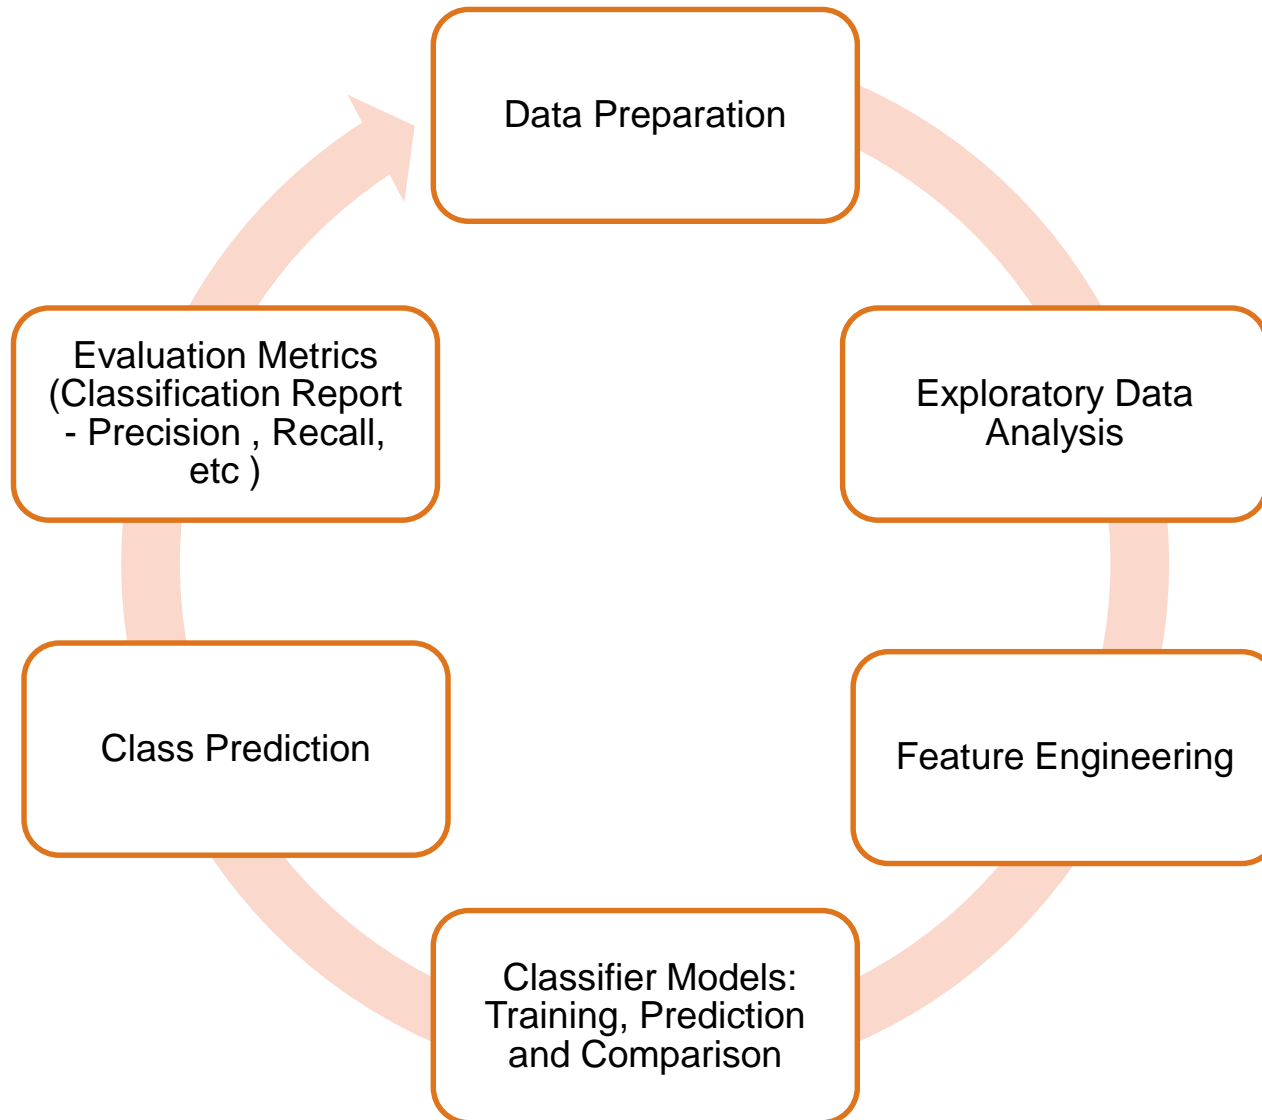 Data Preparation
Exploratory Data
Analysis
Feature Engineering
Classifier Models:
Training, Prediction
and Comparison
Class Prediction
Evaluation Metrics
(Classification Report
- Precision , Recall,
etc )